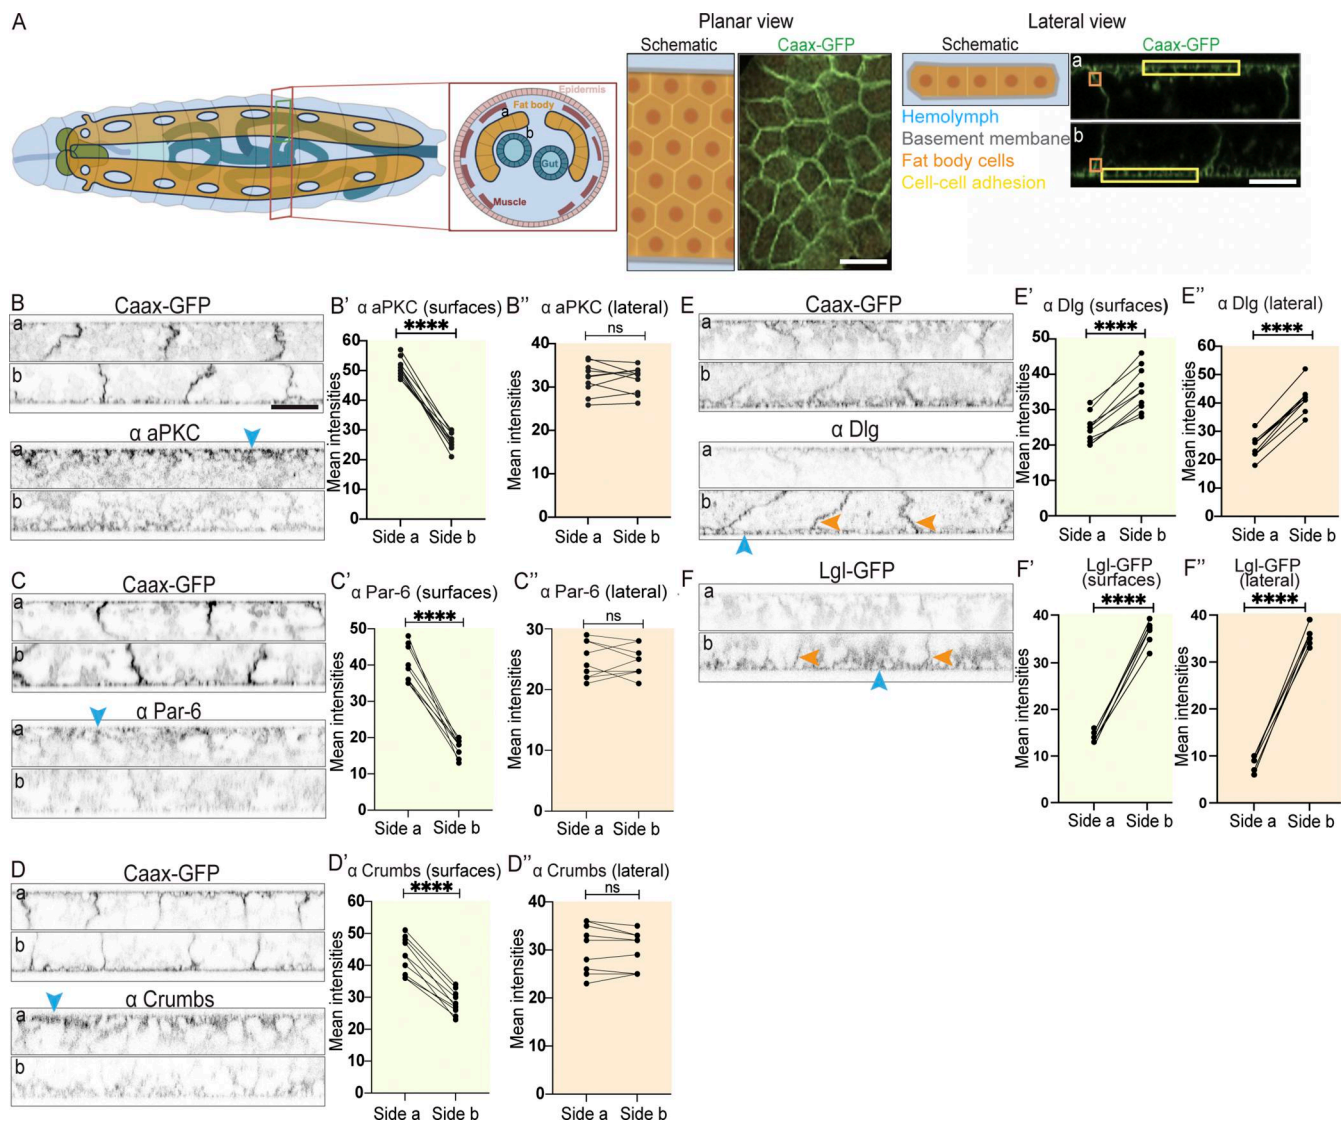 A
Planar view
Schematic
Caax-GFP
Lateral view
Schematic
Caax-GFP
a
b
Hemolymph
Basement membane
Fat body cells
Cell-cell adhesion
Epidermis
Fat body
a
b
Gut
Muscle
B
Caax-GFP
a
b
α aPKC
a
b
B'
α aPKC (surfaces)
****
Mean intensities
60
50
40
30
20
10
0
Side a Side b
B''
α aPKC (lateral)
ns
Mean intensities
40
30
20
10
0
Side a Side b
C
Caax-GFP
a
b
α Par-6
a
b
C'
α Par-6 (surfaces)
****
Mean intensities
50
40
30
20
10
0
Side a Side b
C''
α Par-6 (lateral)
ns
Mean intensities
30
20
10
0
Side a Side b
D
Caax-GFP
a
b
α Crumbs
a
b
D'
α Crumbs (surfaces)
****
Mean intensities
60
50
40
30
20
10
0
Side a Side b
D''
α Crumbs (lateral)
ns
Mean intensities
40
30
20
10
0
Side a Side b
E
Caax-GFP
a
b
α Dlg
a
b
E'
α Dlg (surfaces)
****
Mean intensities
50
40
30
20
10
0
Side a Side b
E''
α Dlg (lateral)
****
Mean intensities
60
40
20
0
Side a Side b
F
Lgl-GFP
a
b
F'
Lgl-GFP
(surfaces)
****
Mean intensities
40
30
20
10
0
Side a Side b
F''
Lgl-GFP
(lateral)
****
Mean intensities
40
30
20
10
0
Side a Side b